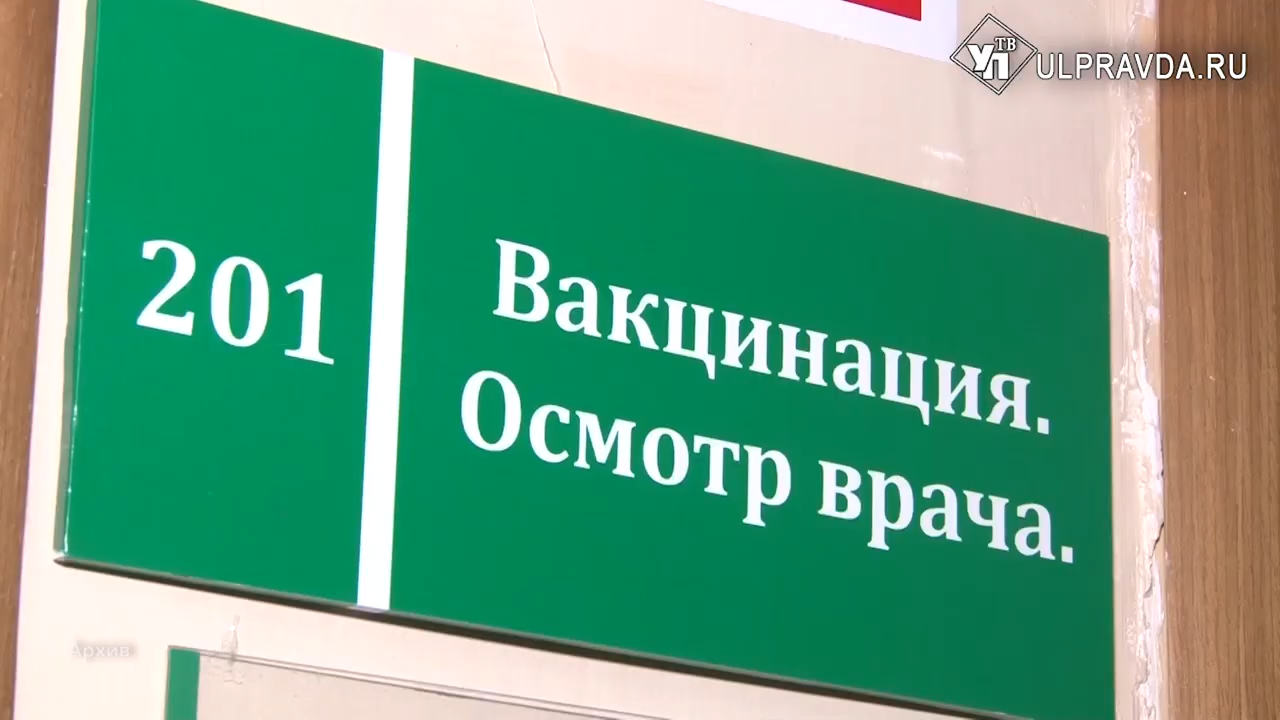 УП ТВ
ULPRAVDA.RU
201
Вакцинация.
Осмотр врача.
Архив